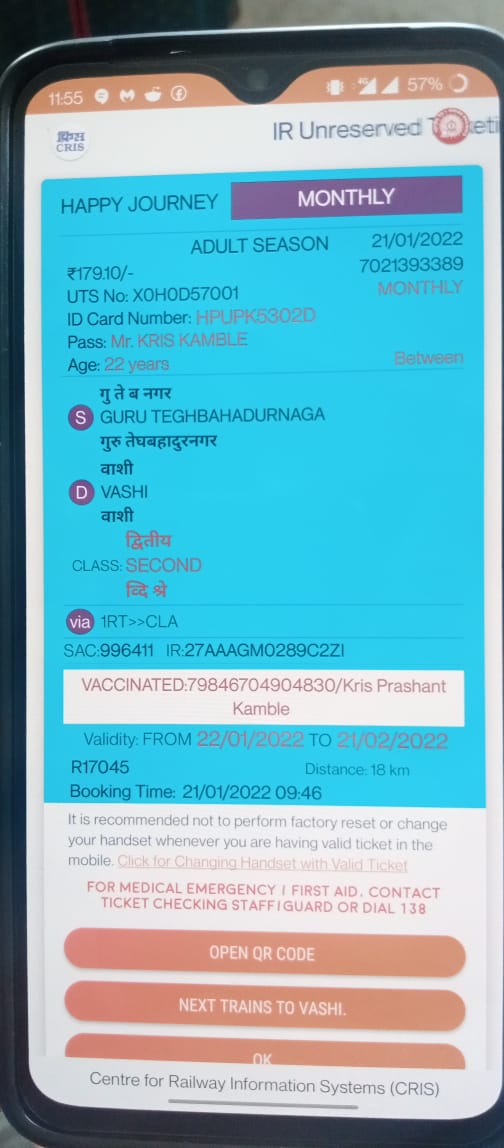 11:55
4G
57%
क्रिस
CRIS
IR Unreserved
HAPPY JOURNEY
MONTHLY
ADULT SEASON
21/01/2022
₹179.10/-
7021393389
UTS No: X0H0D57001
MONTHLY
ID Card Number: HPUPK5302D
Pass: Mr. KRIS KAMBLE
Age: 22 years
Between
गु ते ब नगर
S GURU TEGHBAHADURNAGA
गुरु तेघबहादुरनगर
वाशी
D VASHI
वाशी
द्वितीय
CLASS: SECOND
व्दि श्रे
via 1RT>>CLA
SAC:996411 IR:27AAAGM0289C2ZI
VACCINATED:79846704904830/Kris Prashant
Kamble
Validity: FROM 22/01/2022 TO 21/02/2022
R17045
Distance: 18 km
Booking Time: 21/01/2022 09:46
It is recommended not to perform factory reset or change
your handset whenever you are having valid ticket in the
mobile. Click for Changing Handset with Valid Ticket
FOR MEDICAL EMERGENCY | FIRST AID. CONTACT
TICKET CHECKING STAFF|GUARD OR DIAL 138
OPEN QR CODE
NEXT TRAINS TO VASHI.
OK
Centre for Railway Information Systems (CRIS)